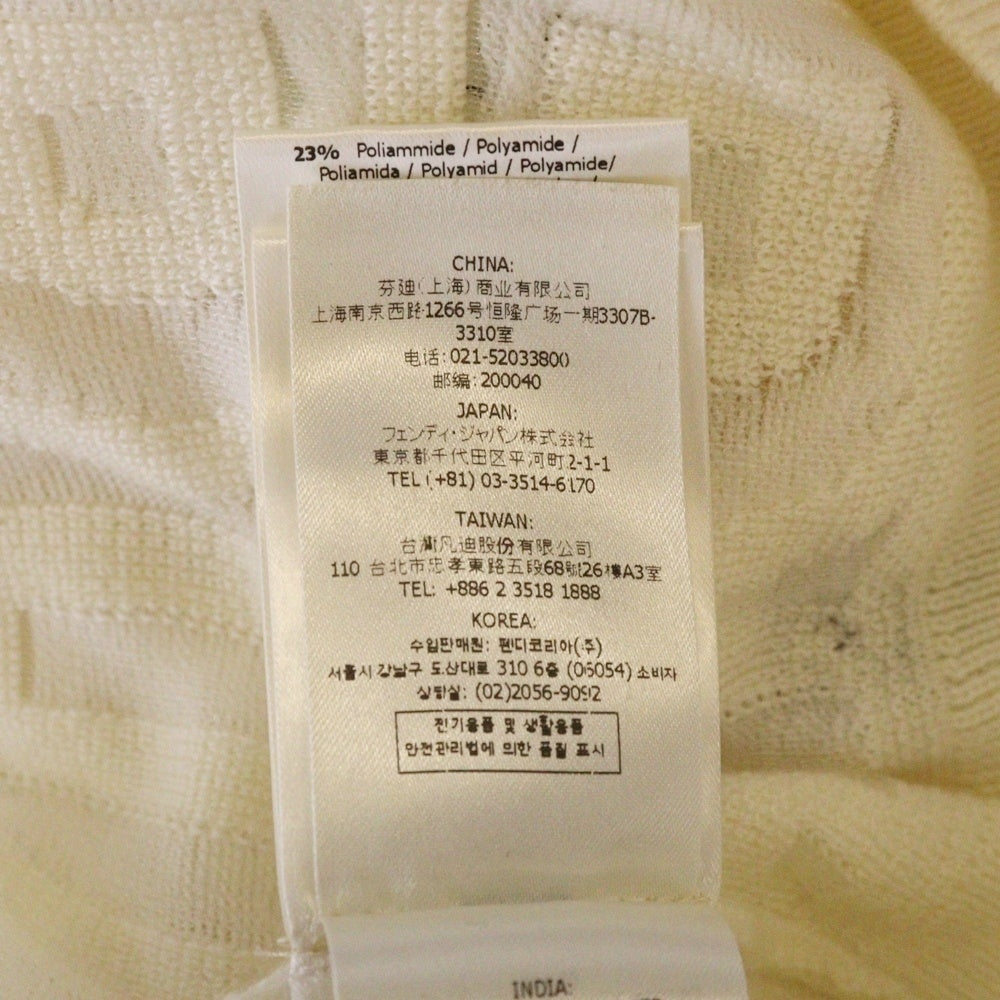 23% Poliammide / Polyamide /
Poliamida / Polyamid / Polyamide/
CHINA:
芬迪(上海)商业有限公司
上海南京西路1266号恒隆广场一期3307B-
3310室
电话:021-52033800
邮编:200040
JAPAN:
フェンディ・ジャパン株式会社
東京都千代田区平河町2-1-1
TEL (+81) 03-3514-6170
TAIWAN:
台灣凡迪股份有限公司
110 台北市忠孝東路五段68號26樓A3室
TEL: +886 2 3518 1888
KOREA:
수입판매원: 펜디코리아(주)
서울시 강남구 도산대로 310 6층 (06054) 소비자
상담실: (02)2056-9092
전기용품 및 생활용품
안전관리법에 의한 품질 표시
INDIA: